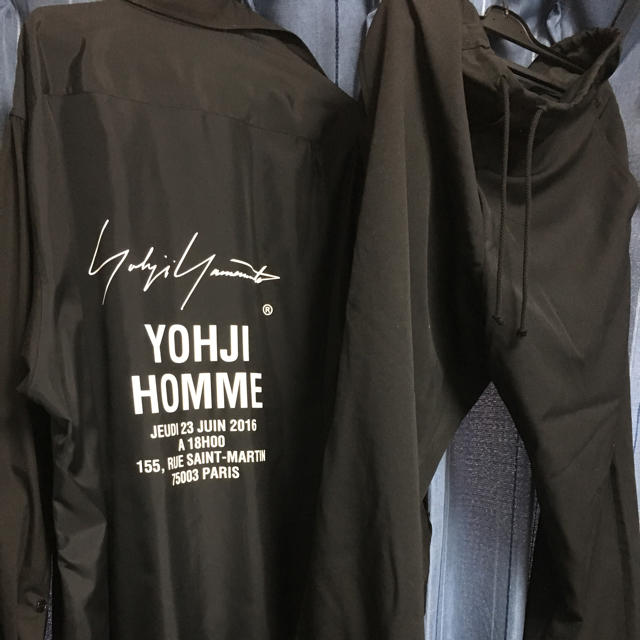 Yohji Yamamoto
®
YOHJI
HOMME
JEUDI 23 JUIN 2016
A 18H00
155, RUE SAINT-MARTIN
75003 PARIS